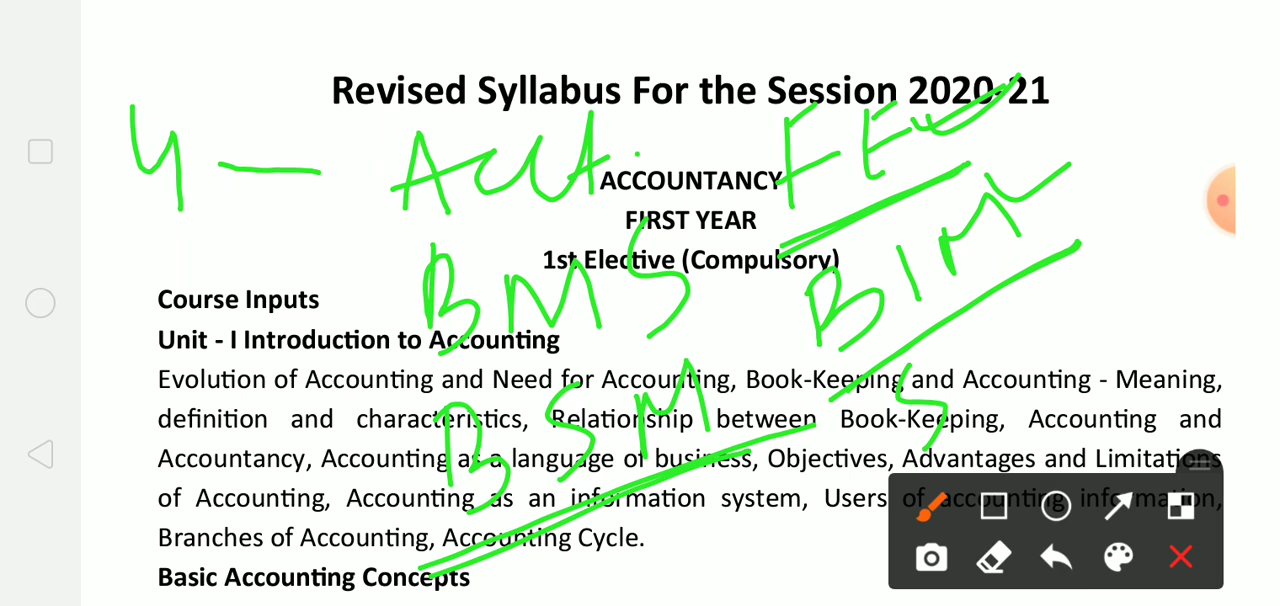 Revised Syllabus For the Session 2020-21
4 — Acct. FE
ACCOUNTANCY
FIRST YEAR
BMS BIM
1st Elective (Compulsory)
Course Inputs
Unit - I Introduction to Accounting
Evolution of Accounting and Need for Accounting, Book-Keeping and Accounting - Meaning,
BSM 5
definition and characteristics, Relationship between Book-Keeping, Accounting and
Accountancy, Accounting as a language of business, Objectives, Advantages and Limitations
of Accounting, Accounting as an information system, Users of accounting information,
Branches of Accounting, Accounting Cycle.
Basic Accounting Concepts